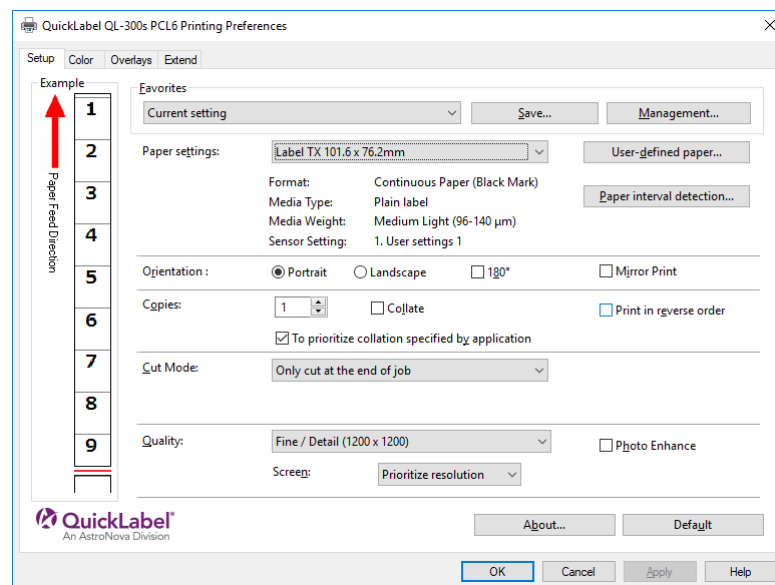 QuickLabel QL-300s PCL6 Printing Preferences
Setup Color Overlays Extend
Example
1
2
3
4
5
6
7
8
9
Paper Feed Direction
Favorites
Current setting Save... Management...
Paper settings: Label TX 101.6 x 76.2mm User-defined paper...
Format: Continuous Paper (Black Mark)
Media Type: Plain label
Media Weight: Medium Light (96-140 μm)
Sensor Setting: 1. User settings 1
Paper interval detection...
Orientation : Portrait Landscape 180° Mirror Print
Copies: 1 Collate Print in reverse order
To prioritize collation specified by application
Cut Mode: Only cut at the end of job
Quality: Fine / Detail (1200 x 1200) Photo Enhance
Screen: Prioritize resolution
QuickLabel®
An AstroNova Division
About... Default
OK Cancel Apply Help